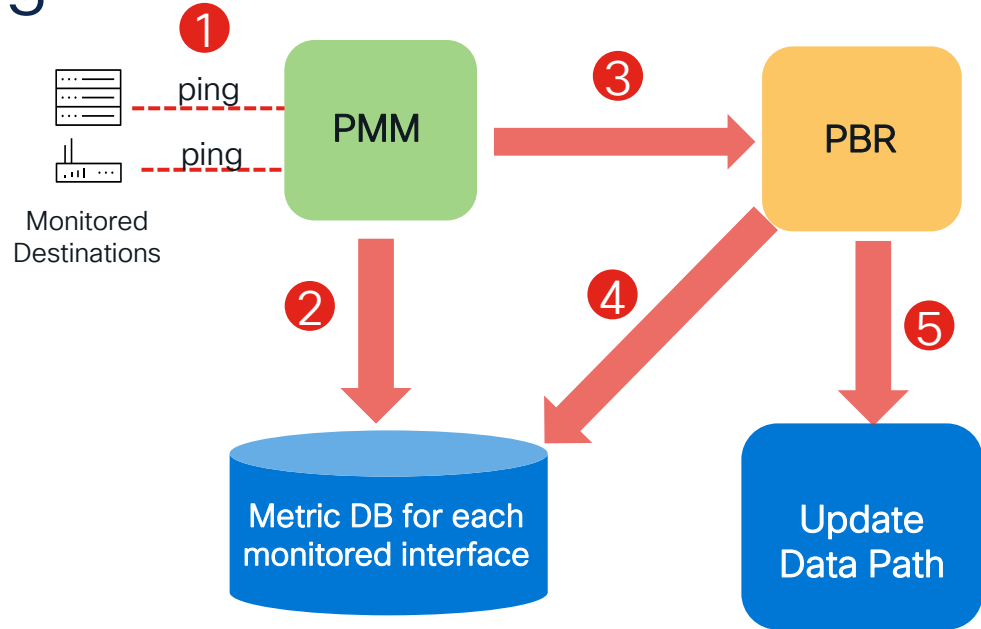 1
ping
ping
Monitored
Destinations
PMM
3
PBR
2
4
5
Metric DB for each
monitored interface
Update
Data Path